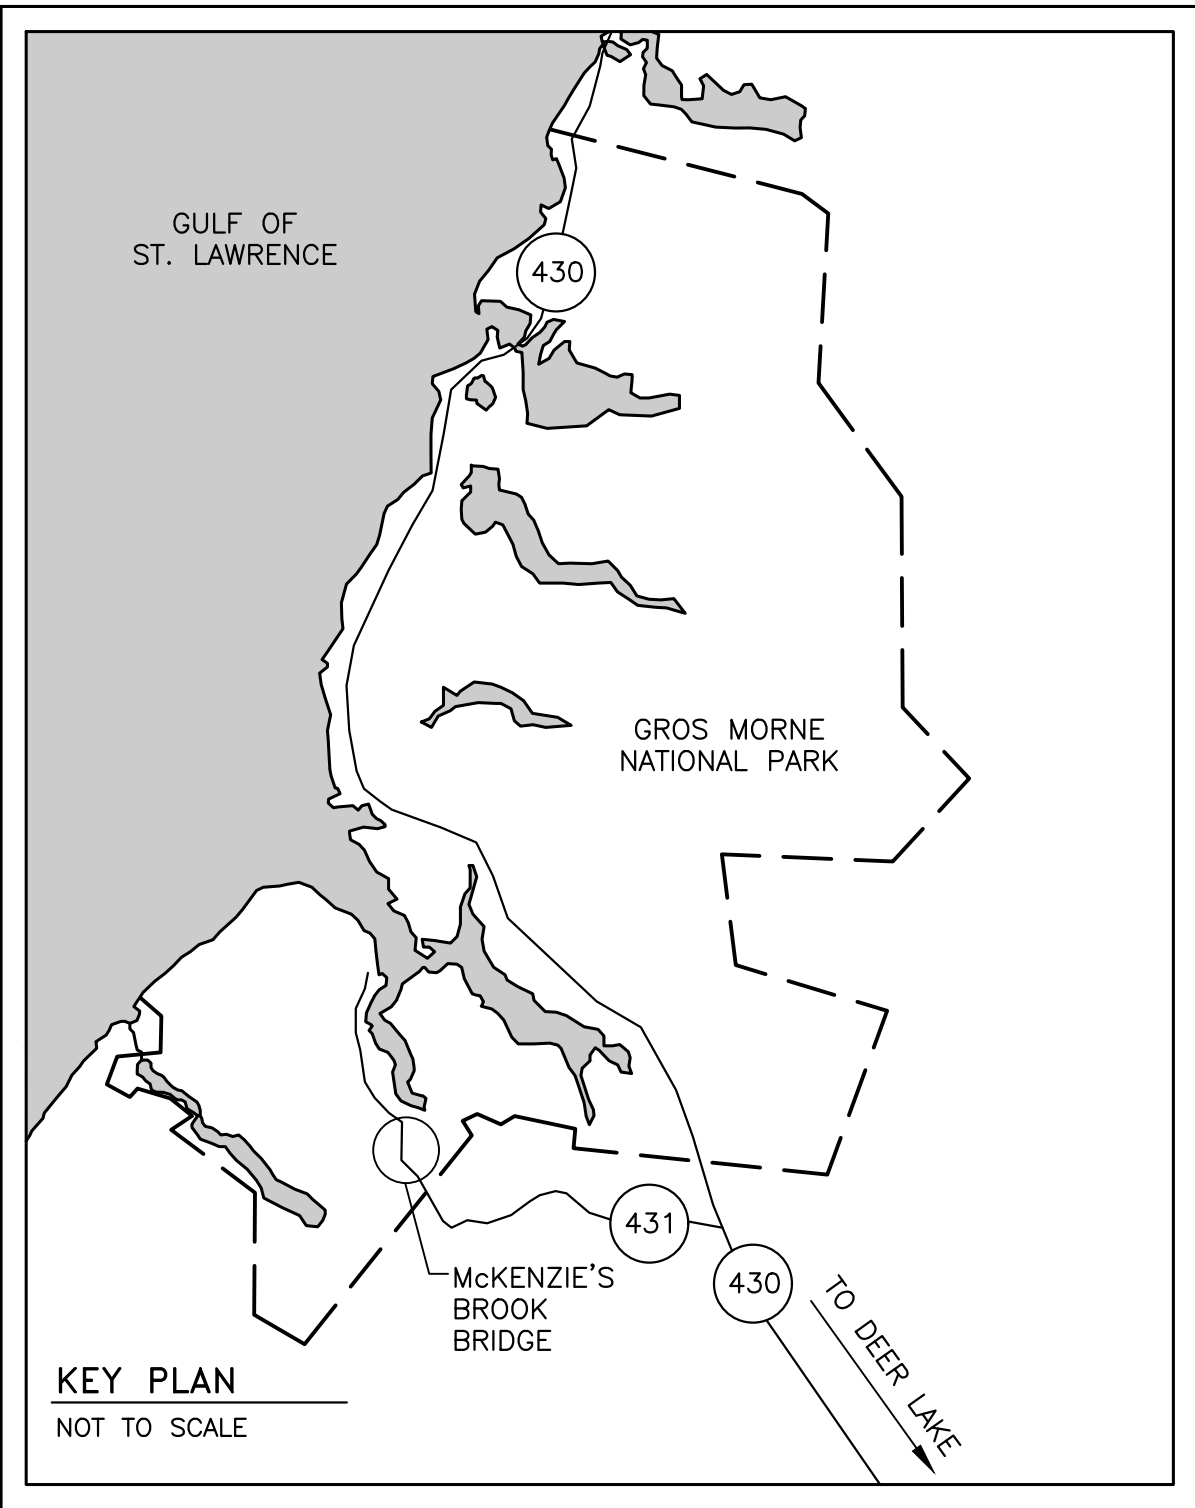 GULF OF
ST. LAWRENCE
430
GROS MORNE
NATIONAL PARK
431
430
McKENZIE'S
BROOK
BRIDGE
TO DEER LAKE
KEY PLAN
NOT TO SCALE